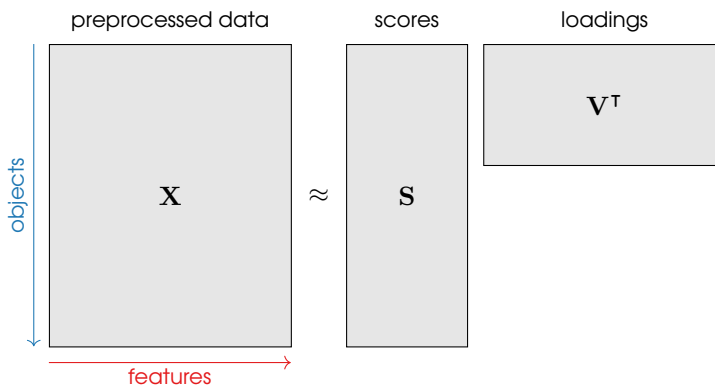 preprocessed data
scores
loadings
objects
X
≈
S
Vᵀ
features